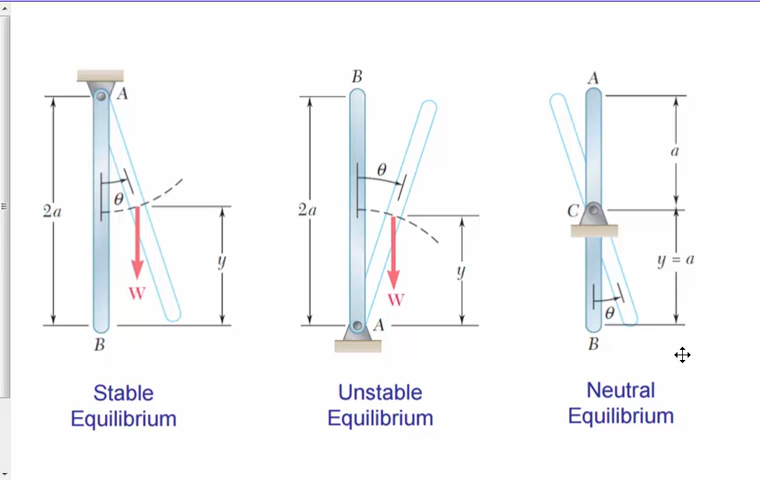 A
2a
θ
y
W
B
Stable
Equilibrium
B
θ
2a
y
W
A
Unstable
Equilibrium
A
a
C
y = a
θ
B
Neutral
Equilibrium